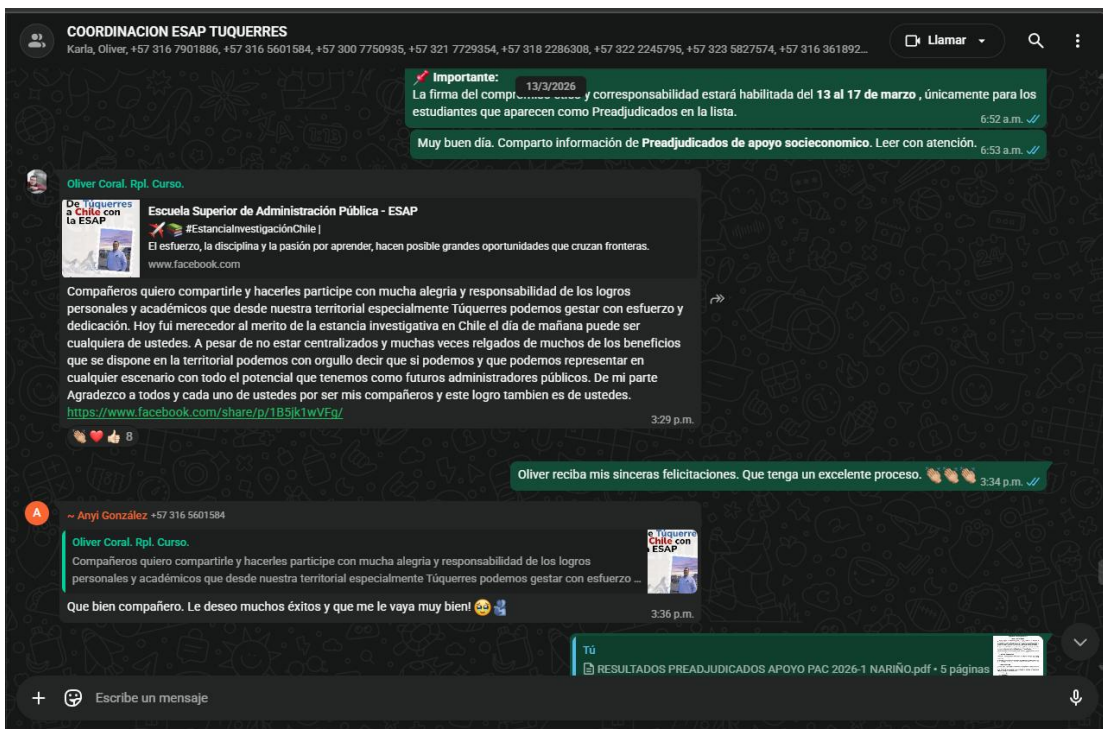 COORDINACION ESAP TUQUERRES
Karla, Oliver, +57 316 7901886, +57 316 5601584, +57 300 7750935, +57 321 7729354, +57 318 2286308, +57 322 2245795, +57 323 5827574, +57 316 361892...
Llamar
13/3/2026
📌 Importante:
La firma del y corresponsabilidad estará habilitada del 13 al 17 de marzo , únicamente para los
estudiantes que aparecen como Preadjudicados en la lista.
6:52 a.m.
Muy buen día. Comparto información de Preadjudicados de apoyo socieconomico. Leer con atención.
6:53 a.m.
Oliver Coral. Rpl. Curso.
De Túquerres
a Chile con
la ESAP
Escuela Superior de Administración Pública - ESAP
✈️ 📚 #EstanciaInvestigaciónChile |
El esfuerzo, la disciplina y la pasión por aprender, hacen posible grandes oportunidades que cruzan fronteras.
www.facebook.com
Compañeros quiero compartirle y hacerles participe con mucha alegria y responsabilidad de los logros
personales y académicos que desde nuestra territorial especialmente Túquerres podemos gestar con esfuerzo y
dedicación. Hoy fui merecedor al merito de la estancia investigativa en Chile el día de mañana puede ser
cualquiera de ustedes. A pesar de no estar centralizados y muchas veces relgados de muchos de los beneficios
que se dispone en la territorial podemos con orgullo decir que si podemos y que podemos representar en
cualquier escenario con todo el potencial que tenemos como futuros administradores públicos. De mi parte
Agradezco a todos y cada uno de ustedes por ser mis compañeros y este logro tambien es de ustedes.
https://www.facebook.com/share/p/1B5jk1wVFg/
3:29 p.m.
👏❤️👍 8
Oliver reciba mis sinceras felicitaciones. Que tenga un excelente proceso. 👏👏👏
3:34 p.m.
A
~ Anyi González +57 316 5601584
Oliver Coral. Rpl. Curso.
Compañeros quiero compartirle y hacerles participe con mucha alegria y responsabilidad de los logros
personales y académicos que desde nuestra territorial especialmente Túquerres podemos gestar con esfuerzo ...
e Túquerre
Chile con
ESAP
Que bien compañero. Le deseo muchos éxitos y que me le vaya muy bien! 🥹🫂
3:36 p.m.
Tú
RESULTADOS PREADJUDICADOS APOYO PAC 2026-1 NARIÑO.pdf • 5 páginas
Escribe un mensaje